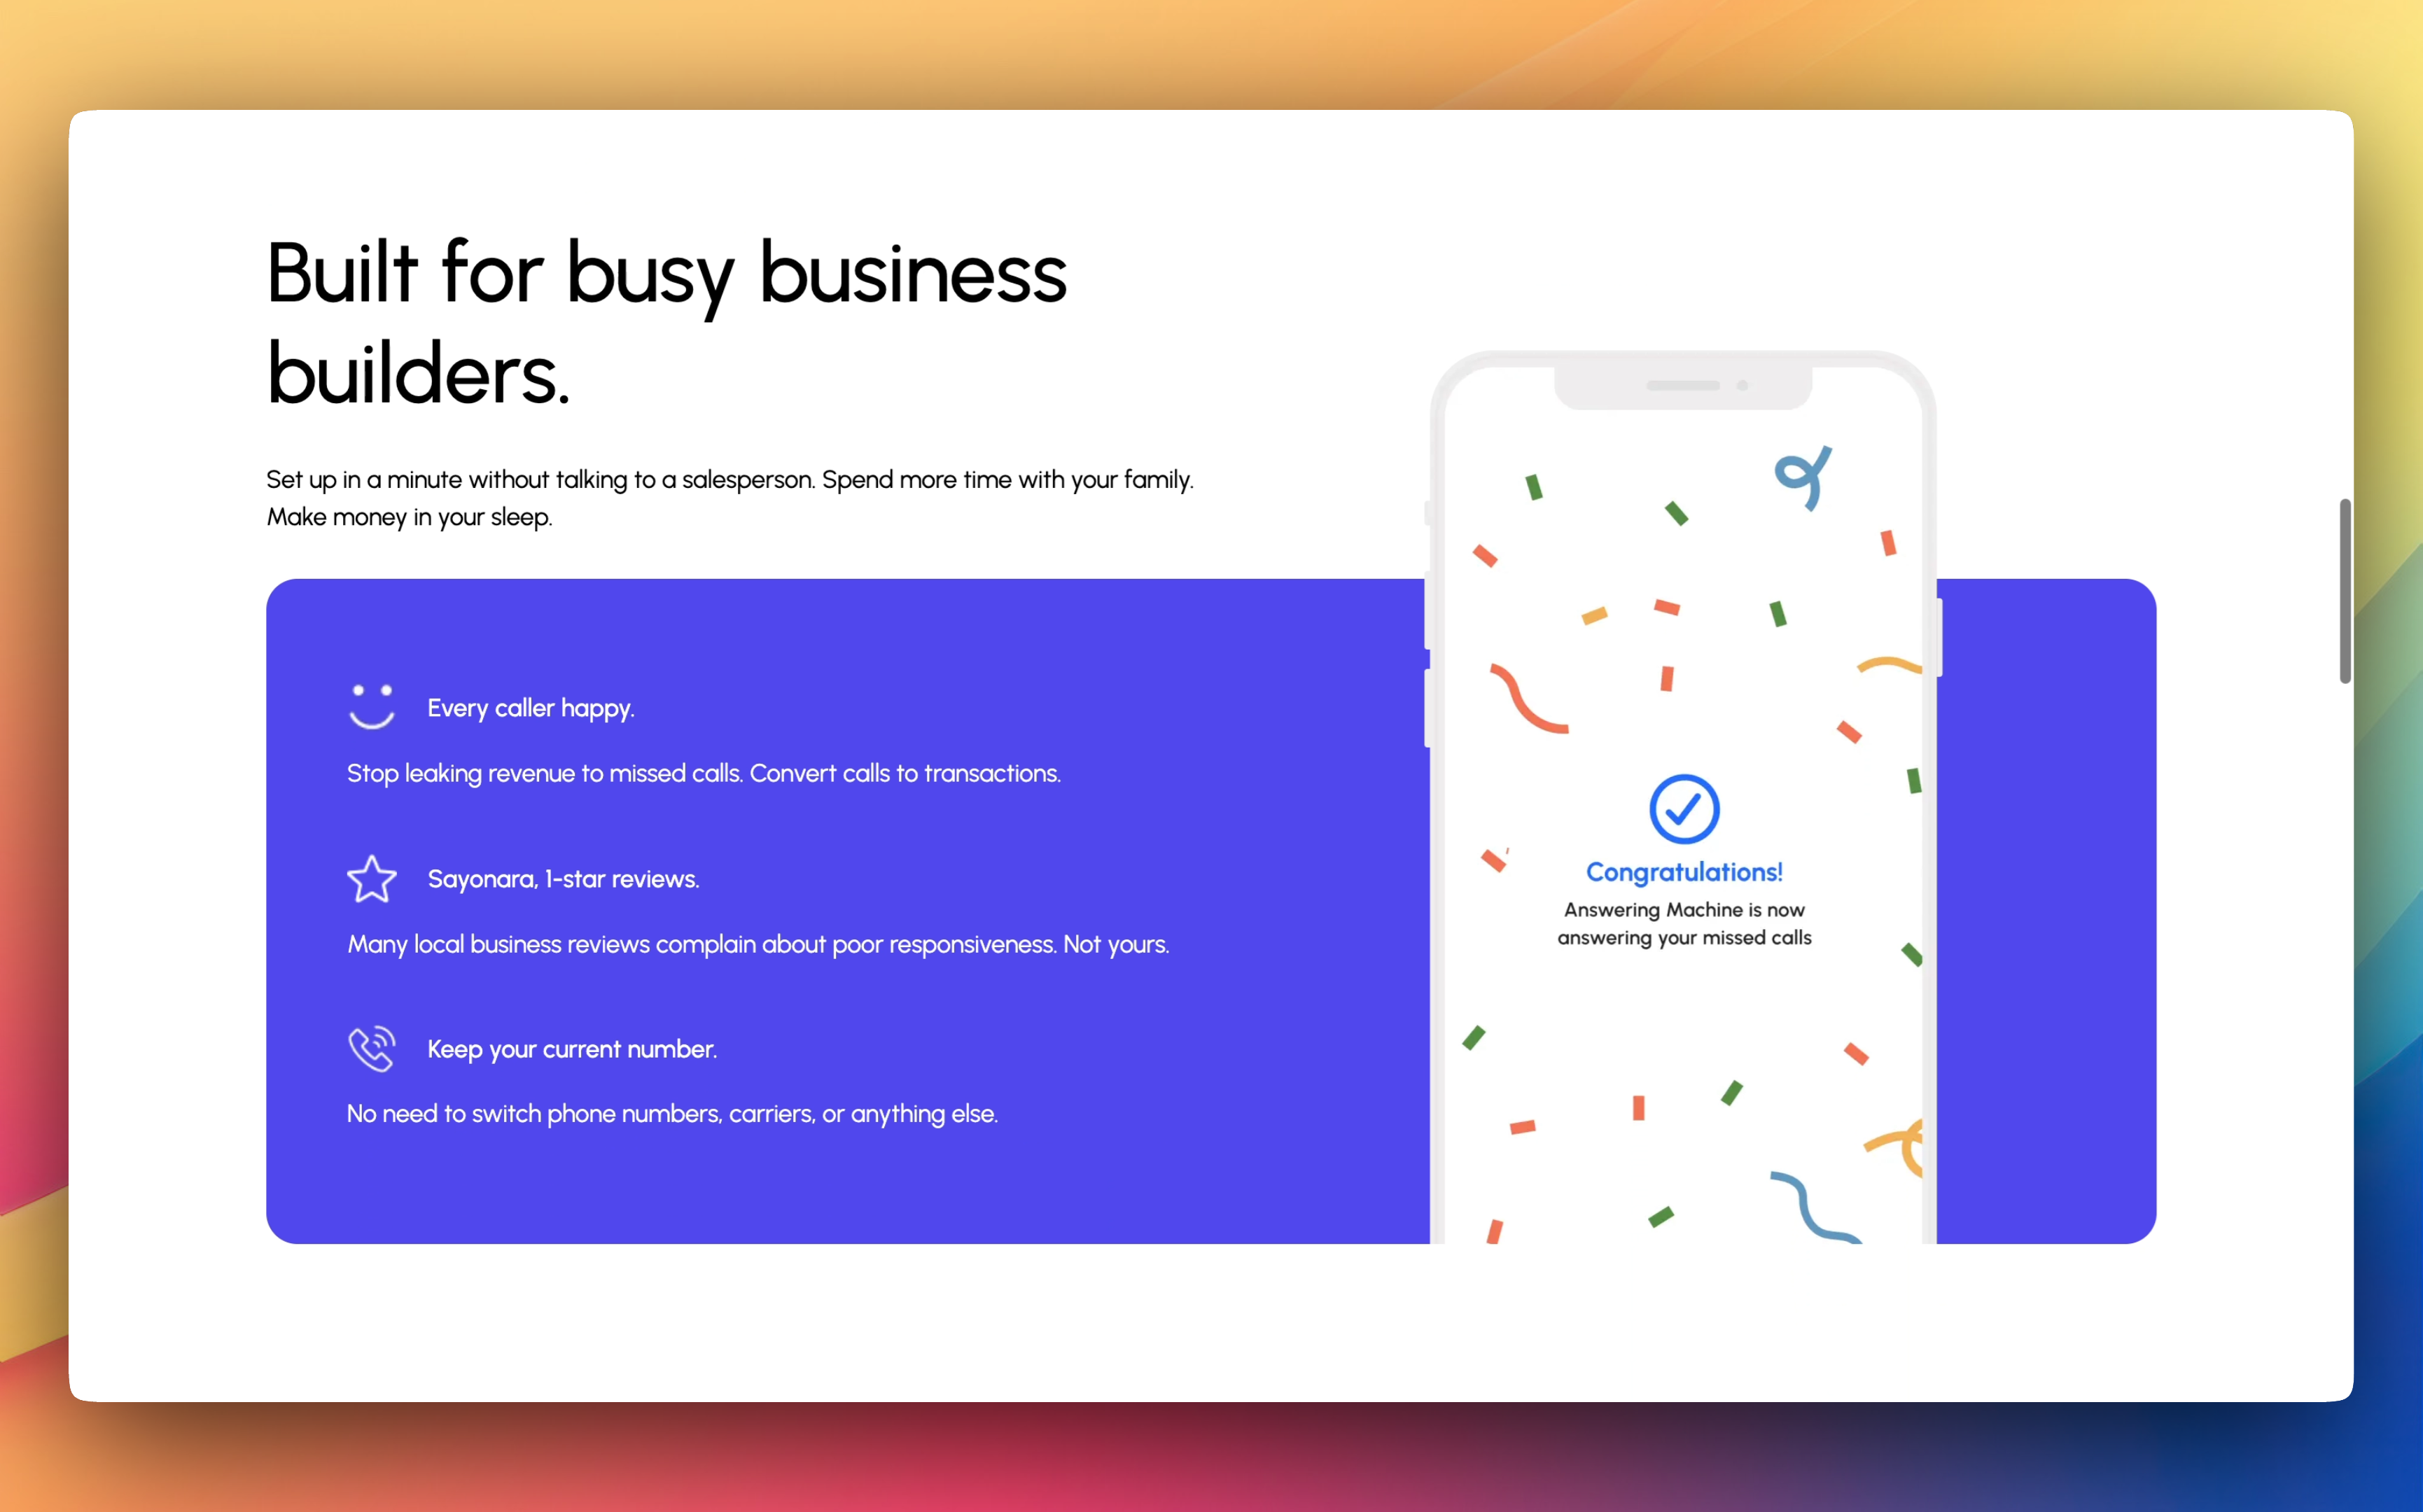 Built for busy business
builders.
Set up in a minute without talking to a salesperson. Spend more time with your family.
Make money in your sleep.
Every caller happy.
Stop leaking revenue to missed calls. Convert calls to transactions.
Sayonara, 1-star reviews.
Many local business reviews complain about poor responsiveness. Not yours.
Keep your current number.
No need to switch phone numbers, carriers, or anything else.
Congratulations!
Answering Machine is now
answering your missed calls